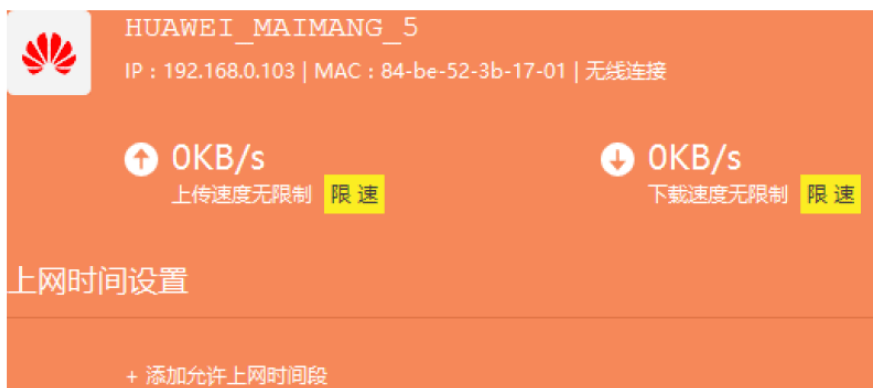 HUAWEI_MAIMANG_5
IP：192.168.0.103 | MAC：84-be-52-3b-17-01 | 无线连接
0KB/s
上传速度无限制 限 速
0KB/s
下载速度无限制 限 速
上网时间设置
+ 添加允许上网时间段